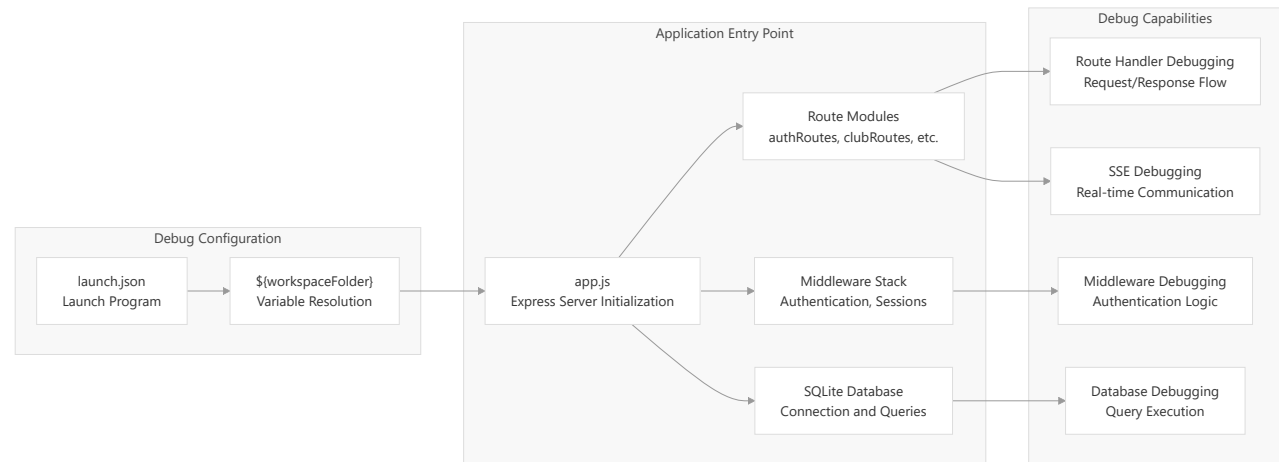 Debug Configuration
launch.json
Launch Program
${workspaceFolder}
Variable Resolution
Application Entry Point
app.js
Express Server Initialization
Route Modules
authRoutes, clubRoutes, etc.
Middleware Stack
Authentication, Sessions
SQLite Database
Connection and Queries
Debug Capabilities
Route Handler Debugging
Request/Response Flow
SSE Debugging
Real-time Communication
Middleware Debugging
Authentication Logic
Database Debugging
Query Execution